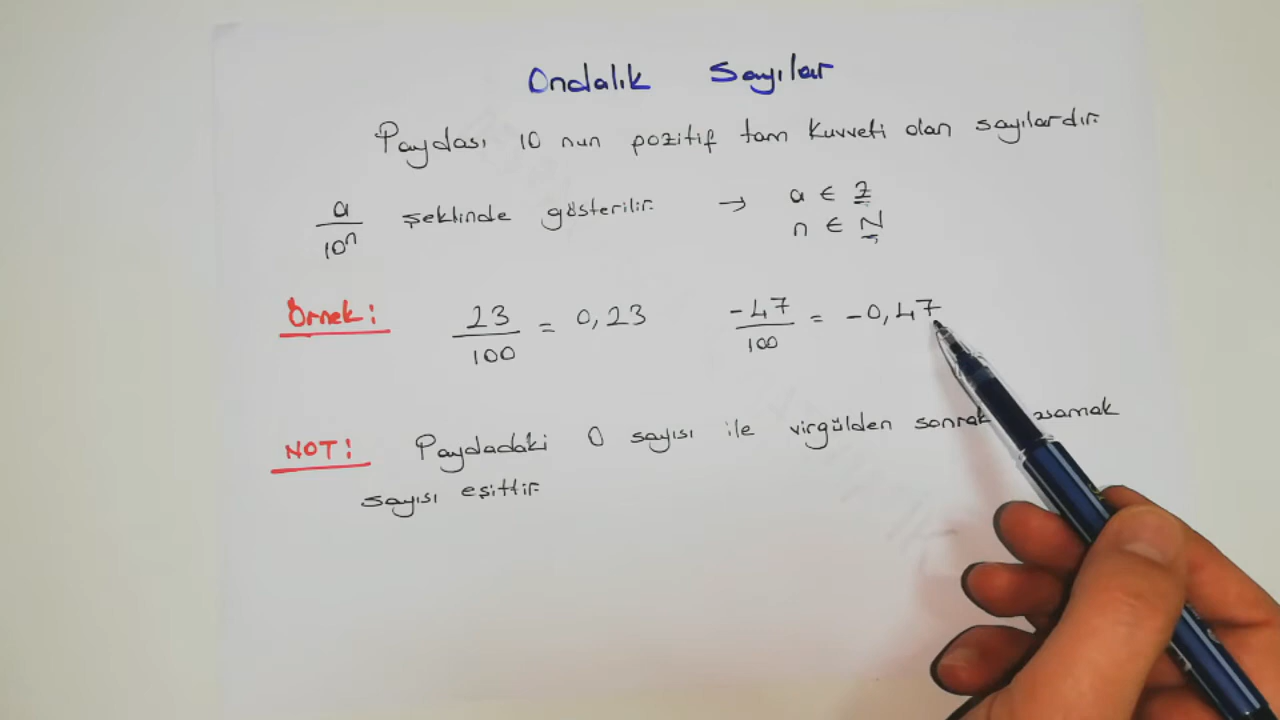 Ondalık Sayılar
Paydası 10 nun pozitif tam kuvveti olan sayılardır.
a/10ⁿ şeklinde gösterilir. → a ∈ Z
n ∈ N
Örnek: 23/100 = 0,23 -47/100 = -0,47
NOT: Paydadaki 0 sayısı ile virgülden
sayısı eşittir.